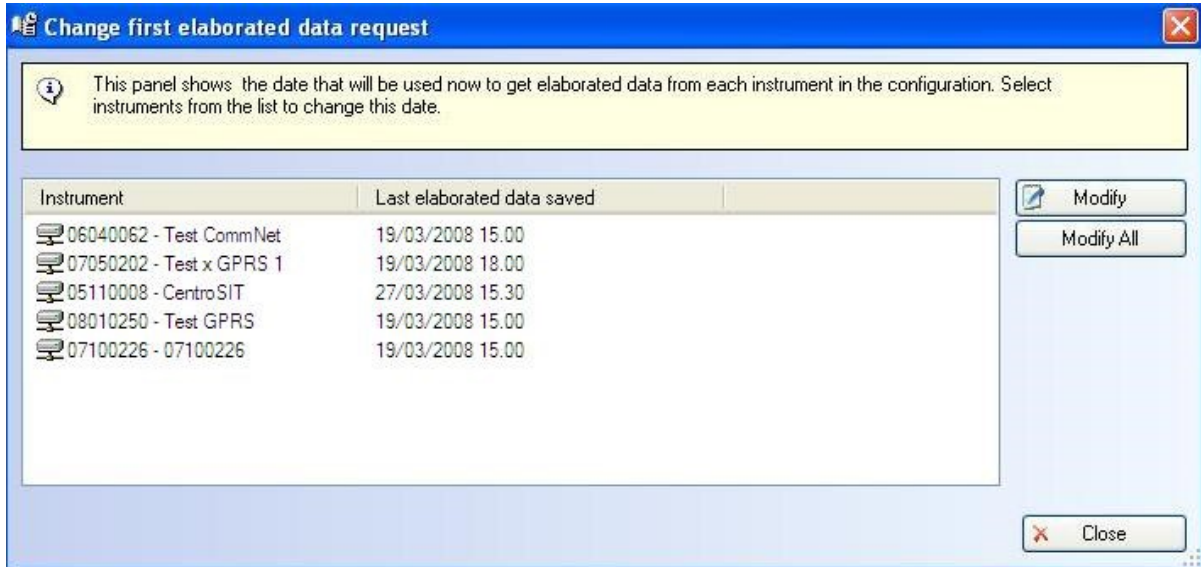 Change first elaborated data request
This panel shows the date that will be used now to get elaborated data from each instrument in the configuration. Select
instruments from the list to change this date.
Instrument Last elaborated data saved
06040062 - Test CommNet 19/03/2008 15.00
07050202 - Test x GPRS 1 19/03/2008 18.00
05110008 - CentroSIT 27/03/2008 15.30
08010250 - Test GPRS 19/03/2008 15.00
07100226 - 07100226 19/03/2008 15.00
Modify
Modify All
Close